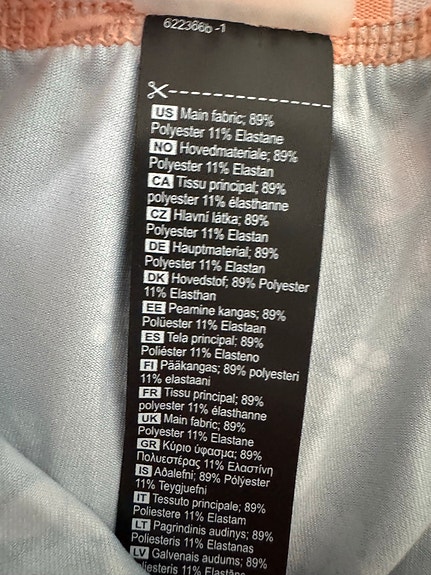 622366b -1
US Main fabric; 89%
Polyester 11% Elastane
NO Hovedmateriale; 89%
Polyester 11% Elastan
CA Tissu principal; 89%
polyester 11% élasthanne
CZ Hlavní látka; 89%
Polyester 11% Elastan
DE Hauptmaterial; 89%
Polyester 11% Elastan
DK Hovedstof; 89% Polyester
11% Elasthan
EE Peamine kangas; 89%
Polüester 11% Elastaan
ES Tela principal; 89%
Poliéster 11% Elasteno
FI Pääkangas; 89% polyesteri
11% elastaani
FR Tissu principal; 89%
polyester 11% élasthanne
UK Main fabric; 89%
Polyester 11% Elastane
GR Κύριο ύφασμα; 89%
Πολυεστέρας 11% Ελαστίνη
IS Aðalefni; 89% Pólýester
11% Teygjuefni
IT Tessuto principale; 89%
Poliestere 11% Elastam
LT Pagrindinis audinys; 89%
Poliesteris 11% Elastanas
LV Galvenais audums; 89%
Poliesteris 11% Elastāns